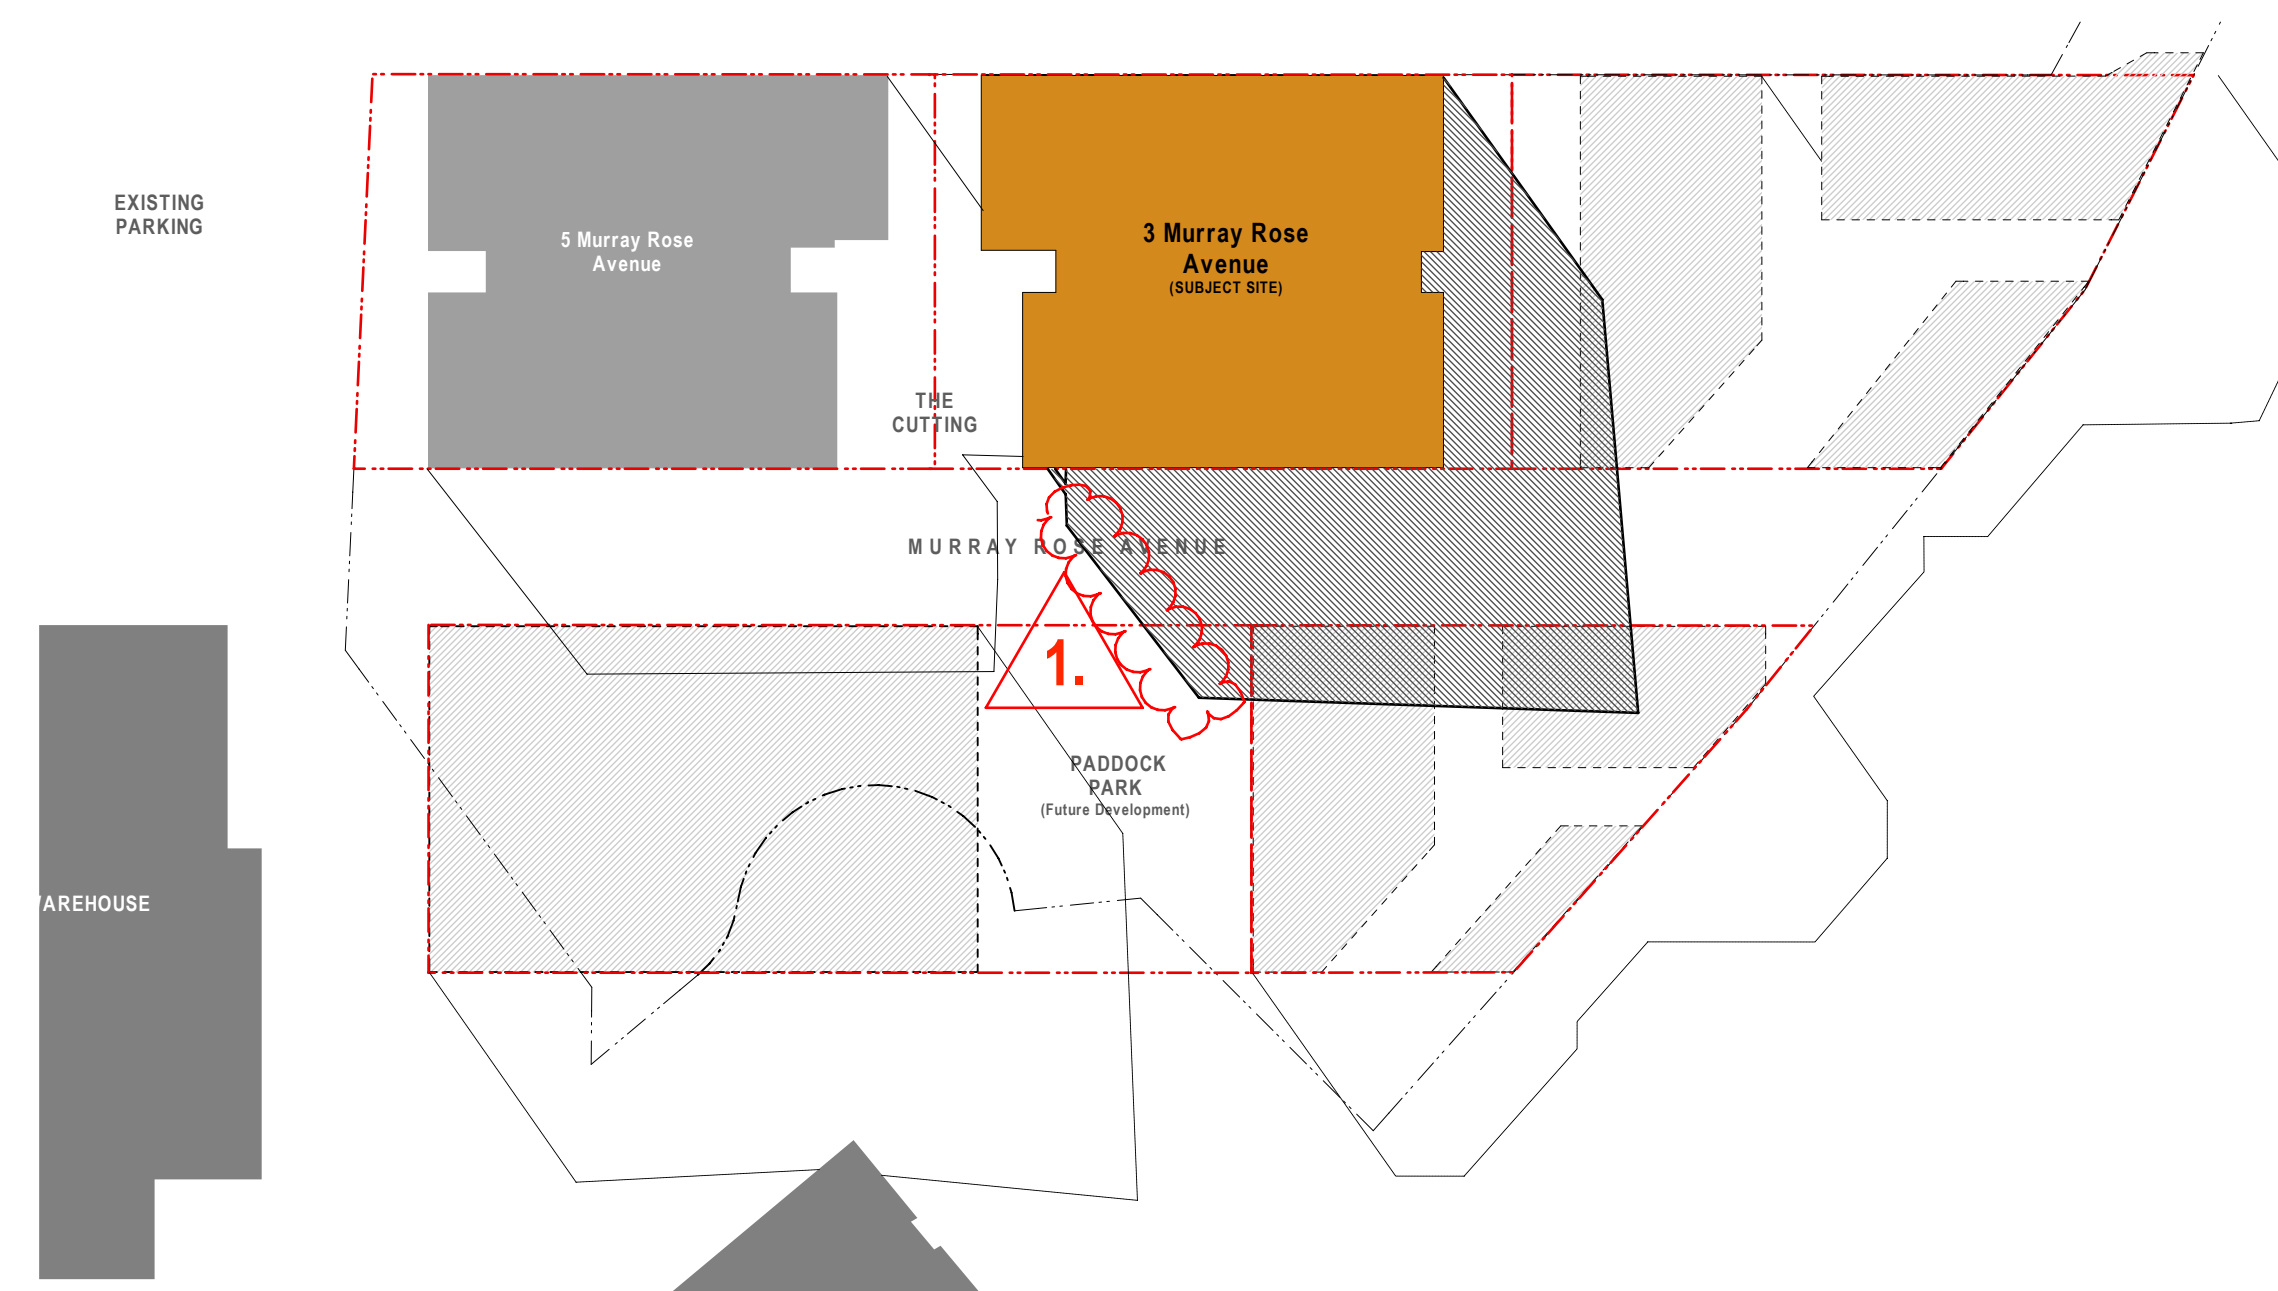 EXISTING
PARKING
5 Murray Rose
Avenue
3 Murray Rose
Avenue
(SUBJECT SITE)
THE
CUTTING
MURRAY ROSE AVENUE
1.
PADDOCK
PARK
(Future Development)
AREHOUSE